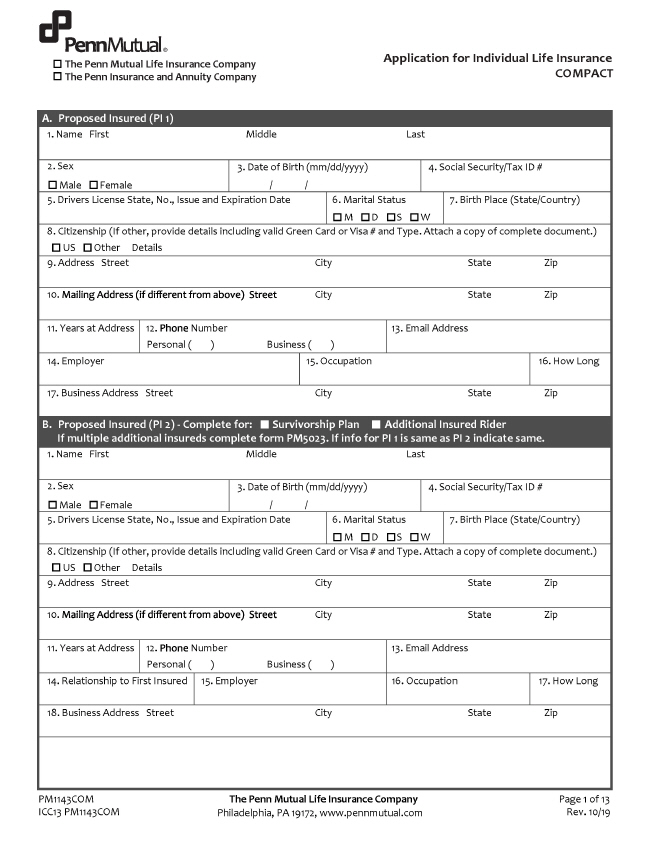 PennMutual®
☐ The Penn Mutual Life Insurance Company
☐ The Penn Insurance and Annuity Company
Application for Individual Life Insurance
COMPACT
A. Proposed Insured (PI 1)
1. Name First Middle Last
2. Sex 3. Date of Birth (mm/dd/yyyy) 4. Social Security/Tax ID #
☐ Male ☐ Female / /
5. Drivers License State, No., Issue and Expiration Date 6. Marital Status 7. Birth Place (State/Country)
☐ M ☐ D ☐ S ☐ W
8. Citizenship (If other, provide details including valid Green Card or Visa # and Type. Attach a copy of complete document.)
☐ US ☐ Other Details
9. Address Street City State Zip
10. Mailing Address (if different from above) Street City State Zip
11. Years at Address 12. Phone Number 13. Email Address
Personal ( ) Business ( )
14. Employer 15. Occupation 16. How Long
17. Business Address Street City State Zip
B. Proposed Insured (PI 2) - Complete for: ■ Survivorship Plan ■ Additional Insured Rider
If multiple additional insureds complete form PM5023. If info for PI 1 is same as PI 2 indicate same.
1. Name First Middle Last
2. Sex 3. Date of Birth (mm/dd/yyyy) 4. Social Security/Tax ID #
☐ Male ☐ Female / /
5. Drivers License State, No., Issue and Expiration Date 6. Marital Status 7. Birth Place (State/Country)
☐ M ☐ D ☐ S ☐ W
8. Citizenship (If other, provide details including valid Green Card or Visa # and Type. Attach a copy of complete document.)
☐ US ☐ Other Details
9. Address Street City State Zip
10. Mailing Address (if different from above) Street City State Zip
11. Years at Address 12. Phone Number 13. Email Address
Personal ( ) Business ( )
14. Relationship to First Insured 15. Employer 16. Occupation 17. How Long
18. Business Address Street City State Zip
PM1143COM The Penn Mutual Life Insurance Company Page 1 of 13
ICC13 PM1143COM Philadelphia, PA 19172, www.pennmutual.com Rev. 10/19